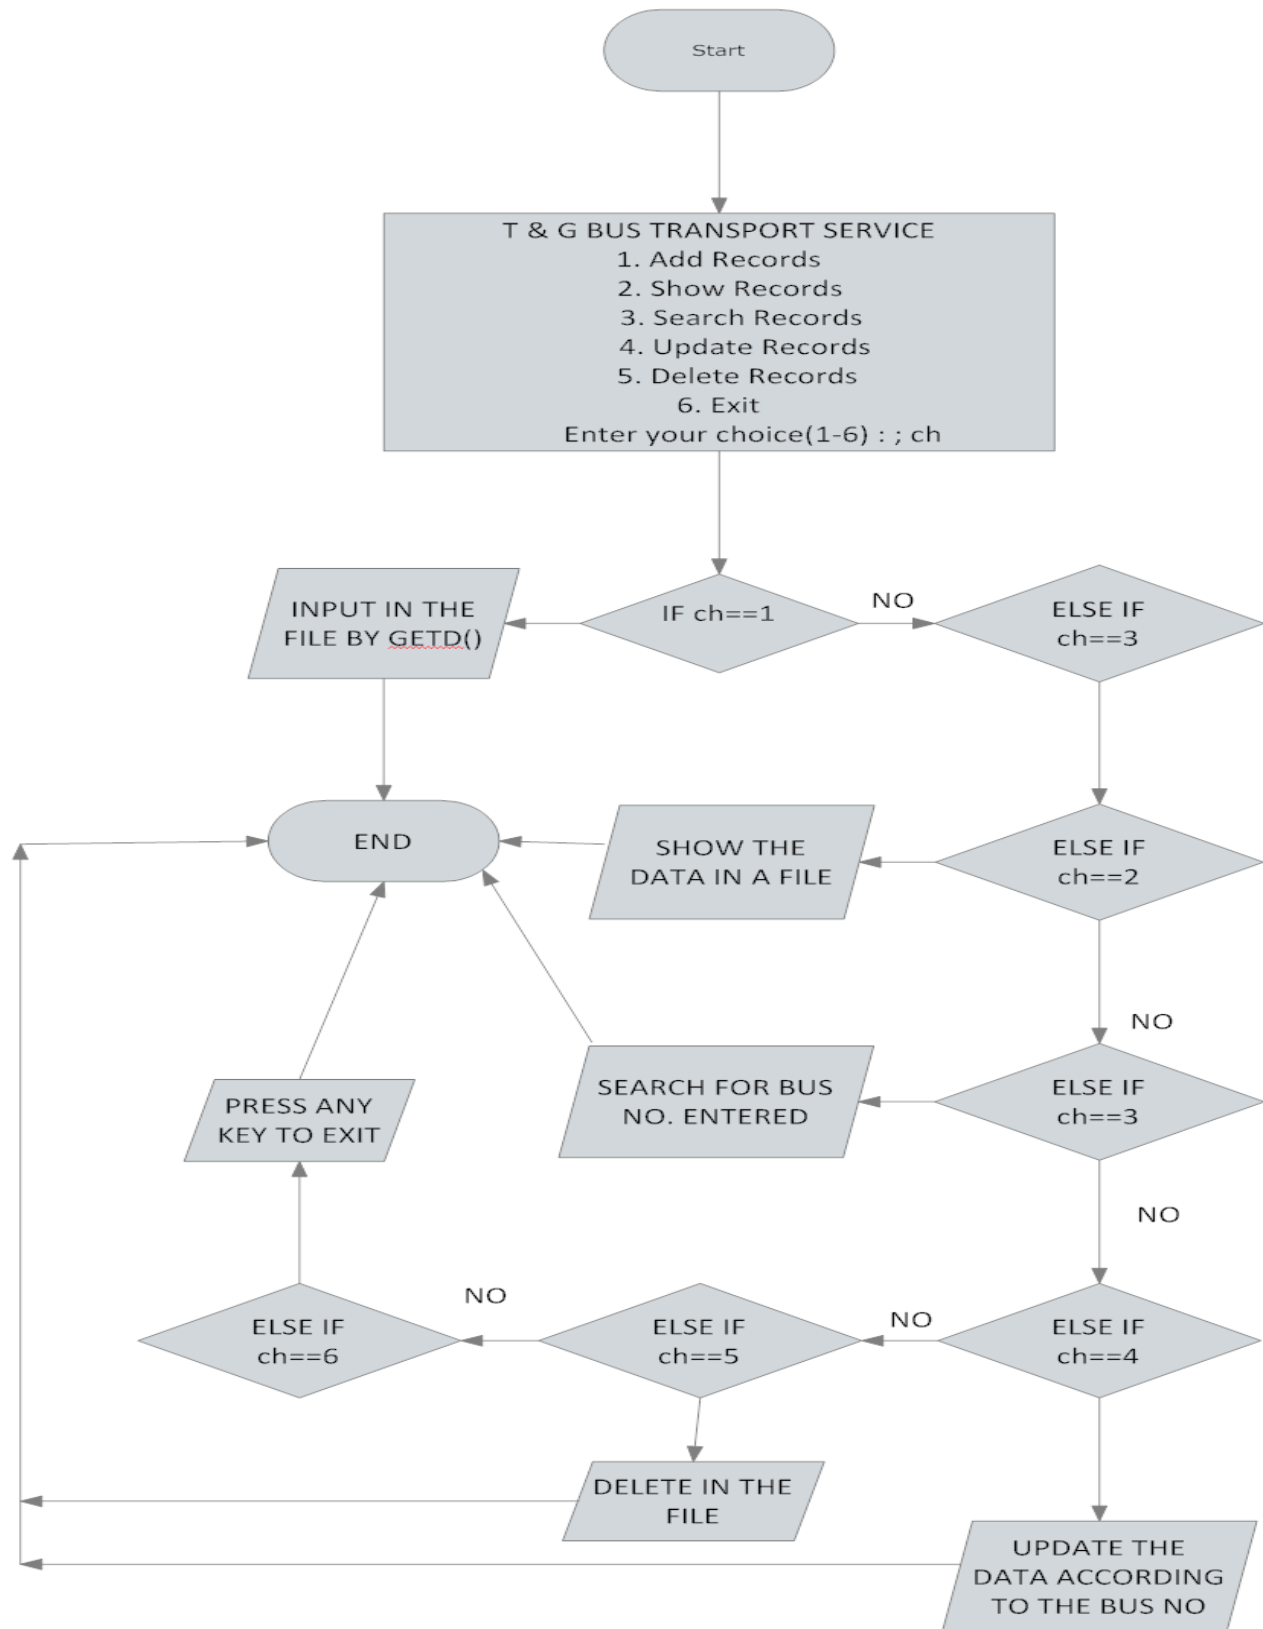 Start
T & G BUS TRANSPORT SERVICE
1. Add Records
2. Show Records
3. Search Records
4. Update Records
5. Delete Records
6. Exit
Enter your choice(1-6) : ; ch
INPUT IN THE
FILE BY GETD()
IF ch==1
NO
ELSE IF
ch==3
END
SHOW THE
DATA IN A FILE
ELSE IF
ch==2
NO
PRESS ANY
KEY TO EXIT
SEARCH FOR BUS
NO. ENTERED
ELSE IF
ch==3
NO
ELSE IF
ch==6
NO
ELSE IF
ch==5
NO
ELSE IF
ch==4
DELETE IN THE
FILE
UPDATE THE
DATA ACCORDING
TO THE BUS NO